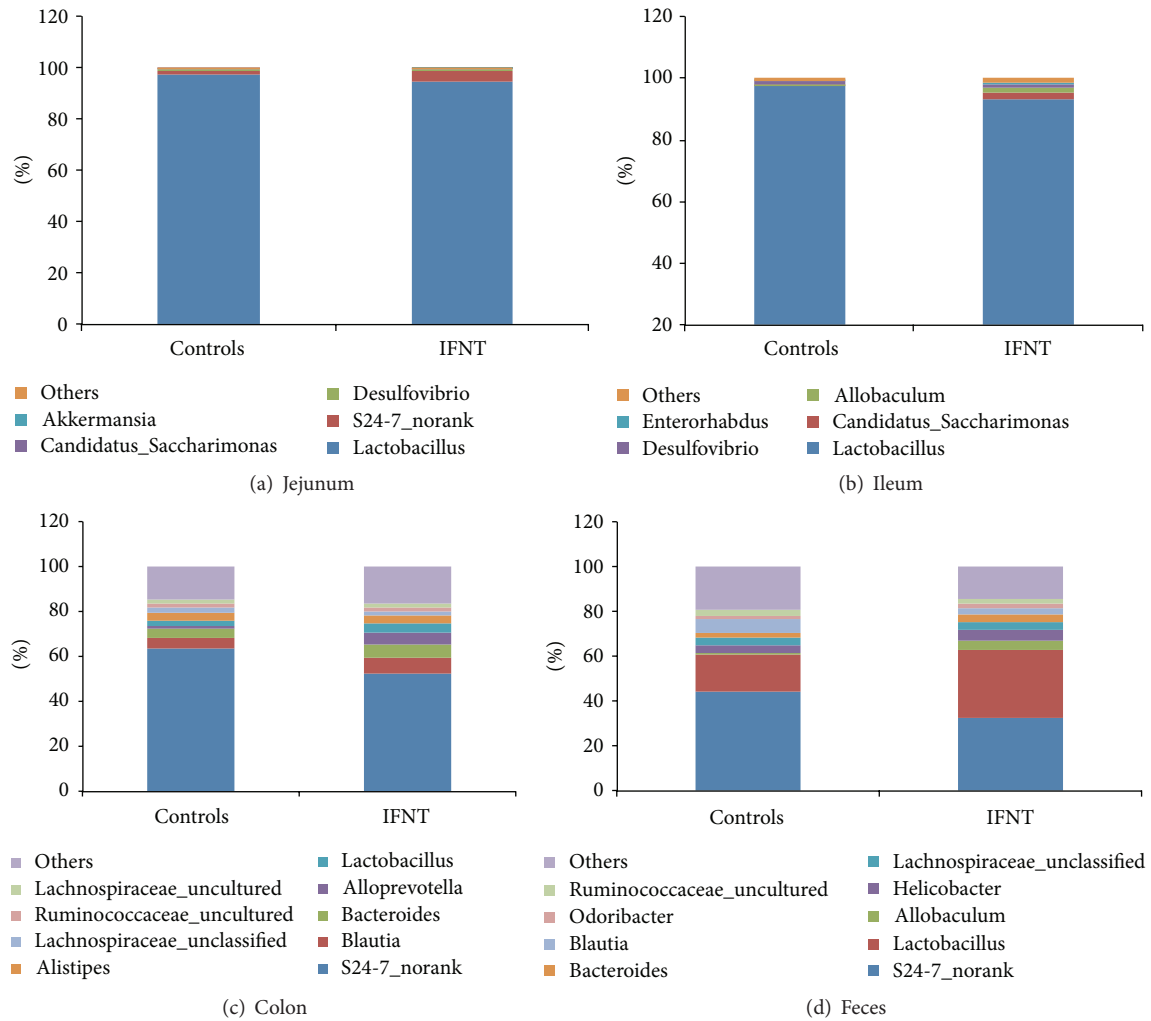 120
100
80
60
40
20
0
(%)
Controls
IFNT
Others
Akkermansia
Candidatus_Saccharimonas
Desulfovibrio
S24-7_norank
Lactobacillus
(a) Jejunum
120
100
80
60
40
20
(%)
Controls
IFNT
Others
Enterorhabdus
Desulfovibrio
Allobaculum
Candidatus_Saccharimonas
Lactobacillus
(b) Ileum
120
100
80
60
40
20
0
(%)
Controls
IFNT
Others
Lachnospiraceae_uncultured
Ruminococcaceae_uncultured
Lachnospiraceae_unclassified
Alistipes
Lactobacillus
Alloprevotella
Bacteroides
Blautia
S24-7_norank
(c) Colon
120
100
80
60
40
20
0
(%)
Controls
IFNT
Others
Ruminococcaceae_uncultured
Odoribacter
Blautia
Bacteroides
Lachnospiraceae_unclassified
Helicobacter
Allobaculum
Lactobacillus
S24-7_norank
(d) Feces